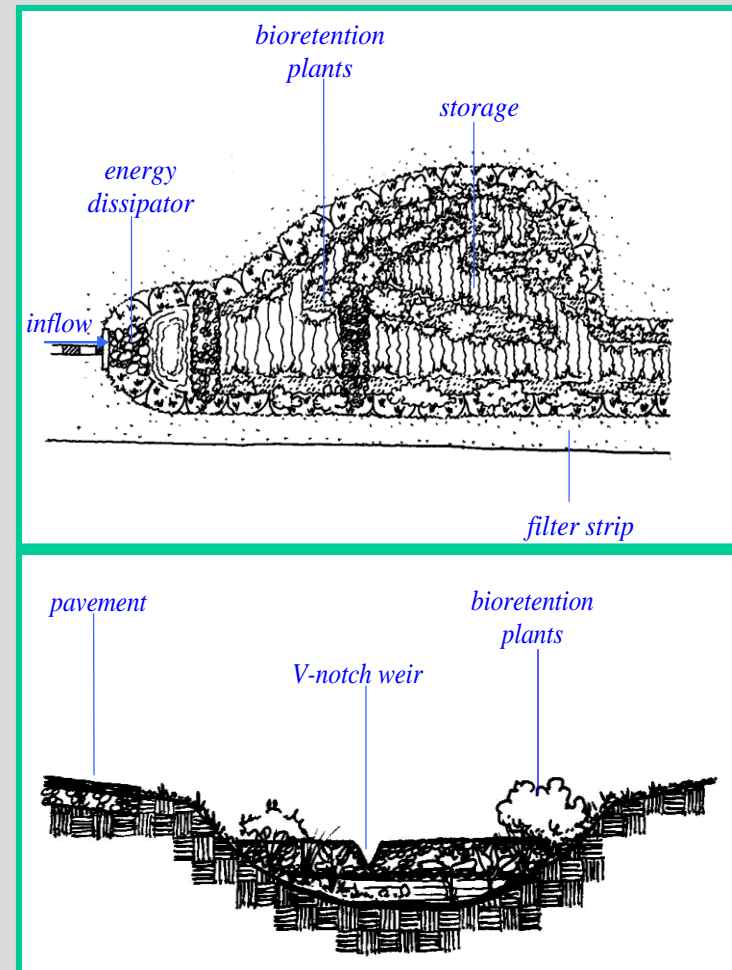 bioretention
plants
storage
energy
dissipator
inflow
filter strip
pavement
bioretention
plants
V-notch weir